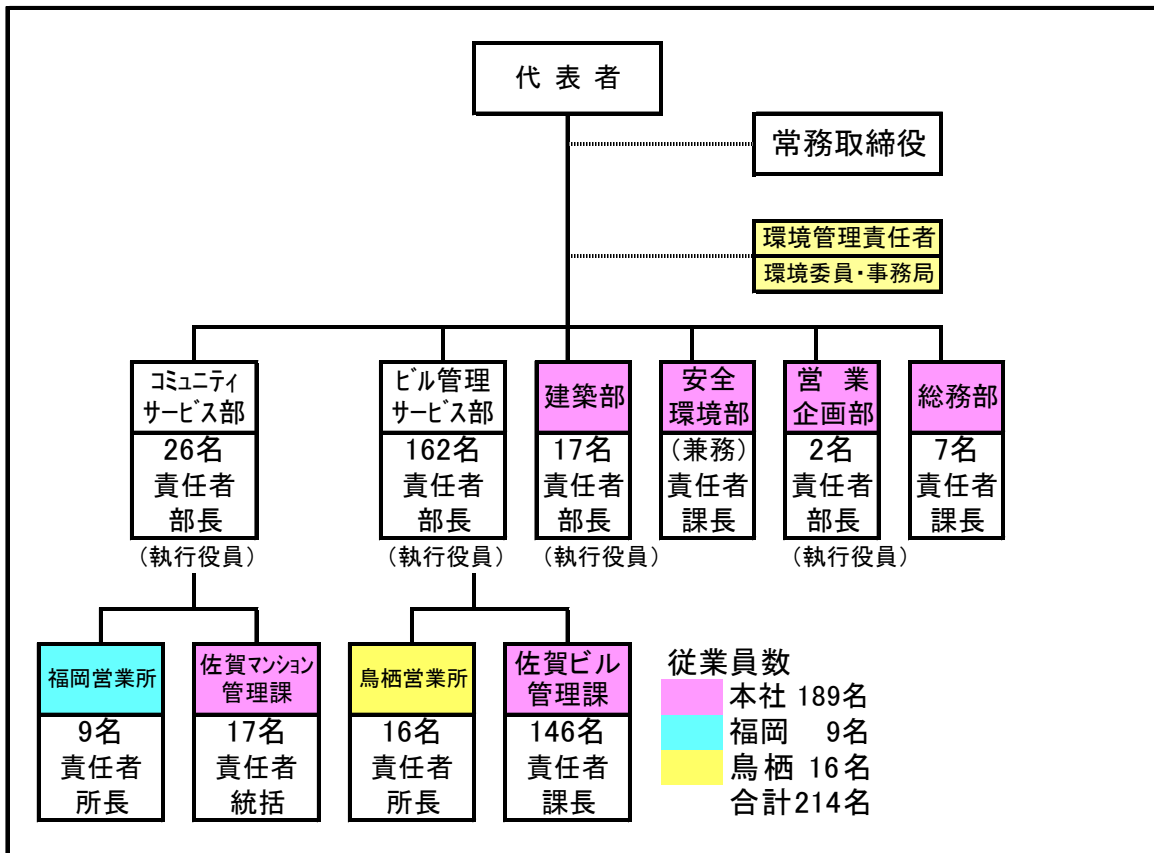 代表者
常務取締役
環境管理責任者
環境委員・事務局
ｺﾐｭﾆﾃｨ
サービス部
26名
責任者
部長
(執行役員)
ﾋﾞﾙ管理
サービス部
162名
責任者
部長
(執行役員)
建築部
17名
責任者
部長
(執行役員)
安全
環境部
(兼務)
責任者
課長
営業
企画部
2名
責任者
部長
(執行役員)
総務部
7名
責任者
課長
福岡営業所
9名
責任者
所長
佐賀ﾏﾝｼｮﾝ
管理課
17名
責任者
統括
鳥栖営業所
16名
責任者
所長
佐賀ビル
管理課
146名
責任者
課長
従業員数
本社 189名
福岡 9名
鳥栖 16名
合計214名